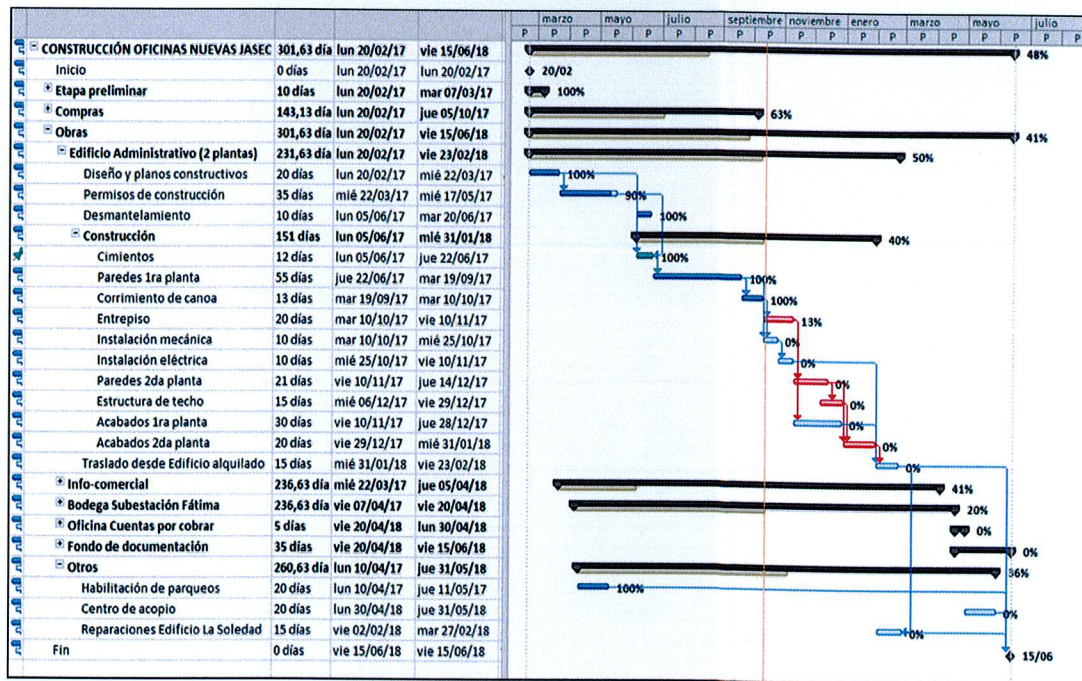 marzo mayo julio septiembre noviembre enero marzo mayo julio
P P P P P P P P P P P P P P P P P P
CONSTRUCCIÓN OFICINAS NUEVAS JASEC 301,63 día lun 20/02/17 vie 15/06/18 48%
Inicio 0 días lun 20/02/17 lun 20/02/17 20/02
Etapa preliminar 10 días lun 20/02/17 mar 07/03/17 100%
Compras 143,13 día lun 20/02/17 jue 05/10/17 63%
Obras 301,63 día lun 20/02/17 vie 15/06/18 41%
Edificio Administrativo (2 plantas) 231,63 día lun 20/02/17 vie 23/02/18 50%
Diseño y planos constructivos 20 días lun 20/02/17 mié 22/03/17 100%
Permisos de construcción 35 días mié 22/03/17 mié 17/05/17 90%
Desmantelamiento 10 días lun 05/06/17 mar 20/06/17 100%
Construcción 151 días lun 05/06/17 mié 31/01/18 40%
Cimientos 12 días lun 05/06/17 jue 22/06/17 100%
Paredes 1ra planta 55 días jue 22/06/17 mar 19/09/17 100%
Corrimiento de canoa 13 días mar 19/09/17 mar 10/10/17 100%
Entrepiso 20 días mar 10/10/17 vie 10/11/17 13%
Instalación mecánica 10 días mar 10/10/17 mié 25/10/17 0%
Instalación eléctrica 10 días mié 25/10/17 vie 10/11/17 0%
Paredes 2da planta 21 días vie 10/11/17 jue 14/12/17 0%
Estructura de techo 15 días mié 06/12/17 vie 29/12/17 0%
Acabados 1ra planta 30 días vie 10/11/17 jue 28/12/17 0%
Acabados 2da planta 20 días vie 29/12/17 mié 31/01/18 0%
Traslado desde Edificio alquilado 15 días mié 31/01/18 vie 23/02/18 0%
Info-comercial 236,63 día mié 22/03/17 jue 05/04/18 41%
Bodega Subestación Fátima 236,63 día vie 07/04/17 vie 20/04/18 20%
Oficina Cuentas por cobrar 5 días vie 20/04/18 lun 30/04/18 0%
Fondo de documentación 35 días vie 20/04/18 vie 15/06/18 0%
Otros 260,63 día lun 10/04/17 jue 31/05/18 36%
Habilitación de parqueos 20 días lun 10/04/17 jue 11/05/17 100%
Centro de acopio 20 días lun 30/04/18 jue 31/05/18 0%
Reparaciones Edificio La Soledad 15 días vie 02/02/18 mar 27/02/18 0%
Fin 0 días vie 15/06/18 vie 15/06/18 15/06